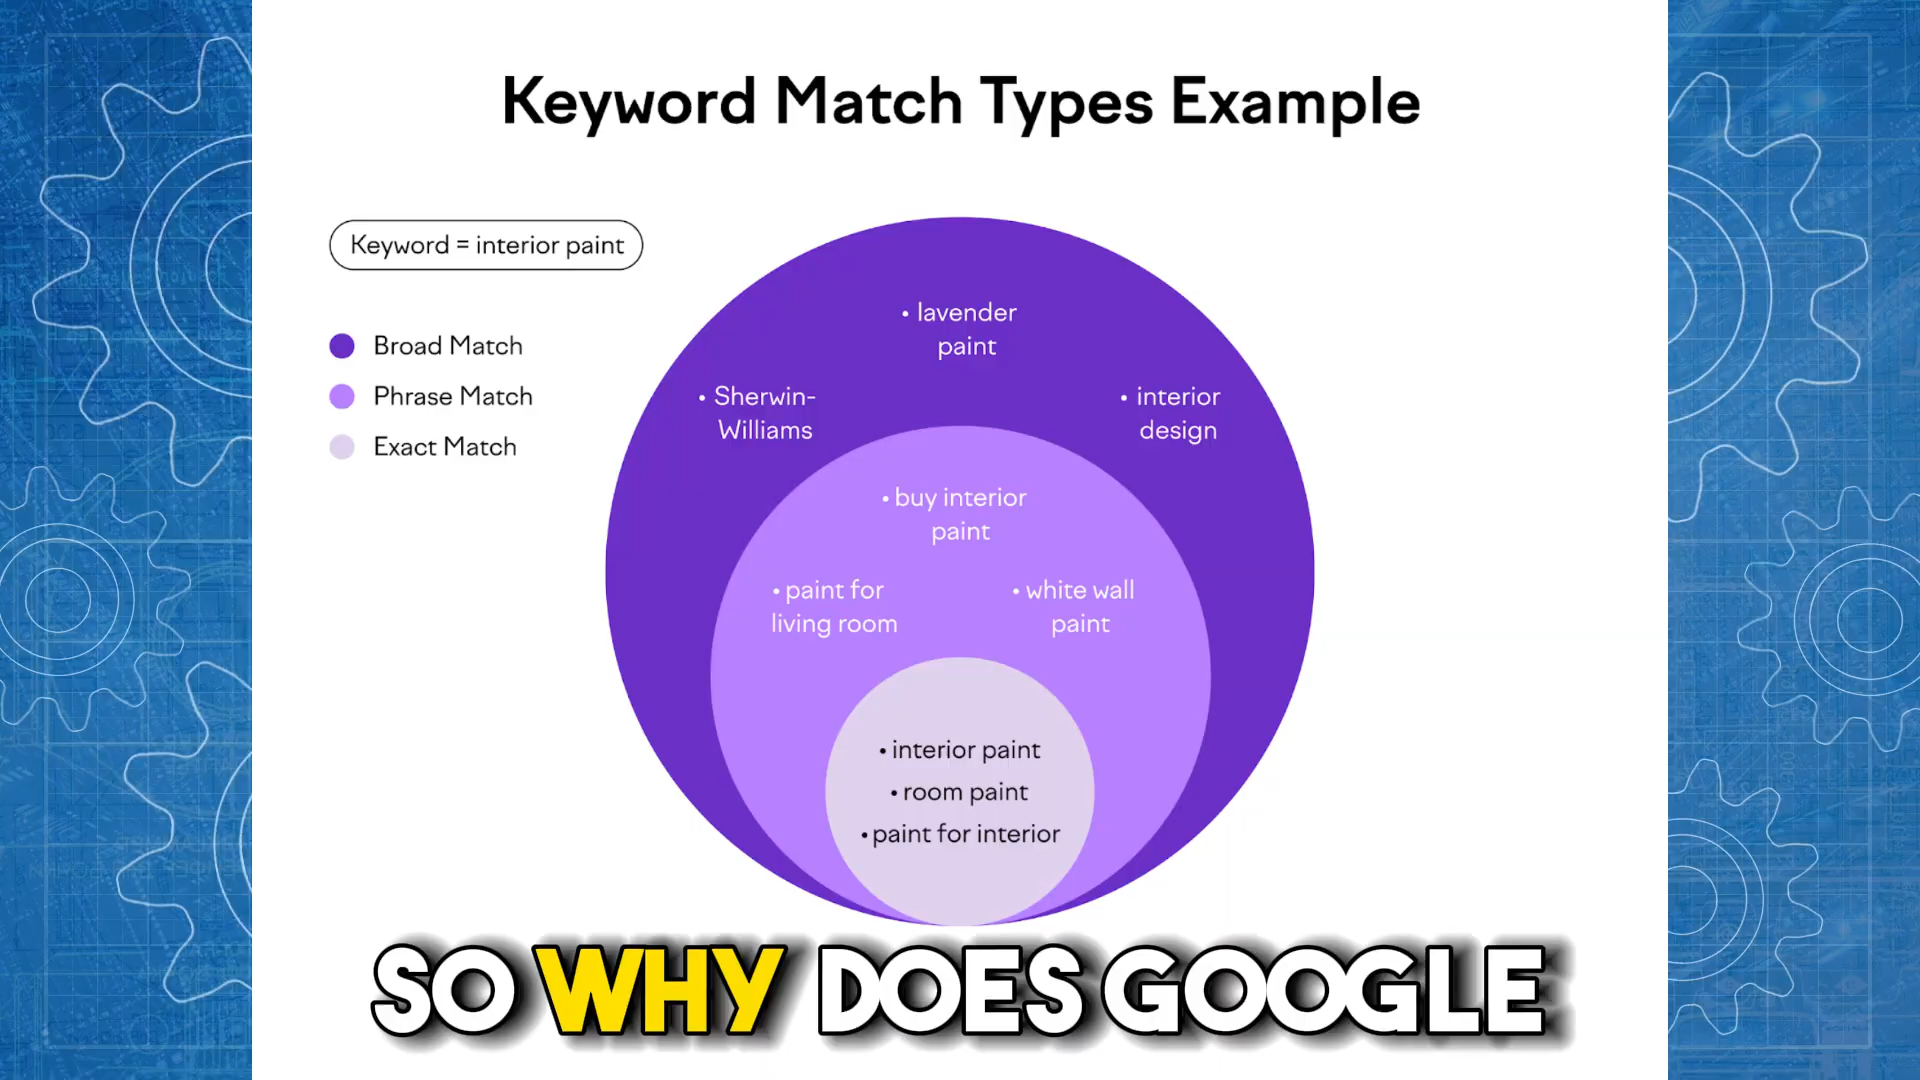 Keyword Match Types Example
Keyword = interior paint
Broad Match
Phrase Match
Exact Match
• lavender
paint
• Sherwin-
Williams
• interior
design
• buy interior
paint
• paint for
living room
• white wall
paint
• interior paint
• room paint
• paint for interior
SO WHY DOES GOOGLE